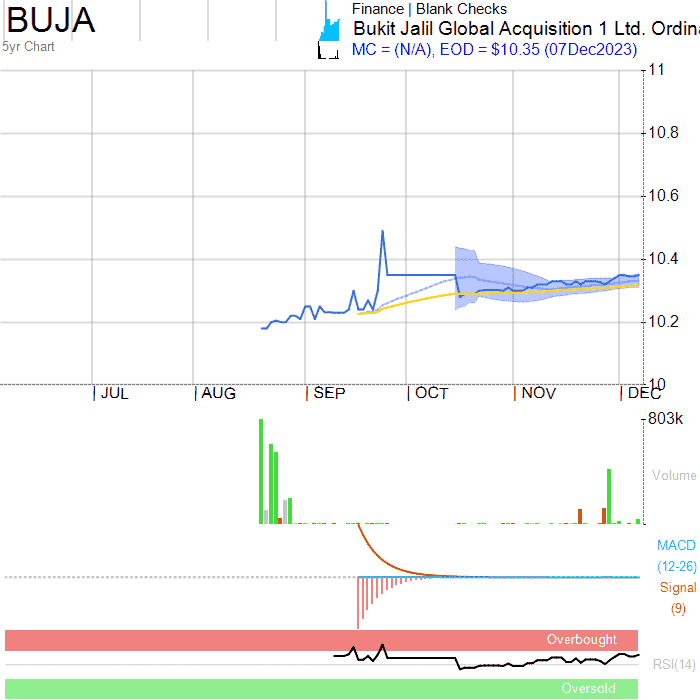 BUJA
Finance | Blank Checks
5yr Chart
Bukit Jalil Global Acquisition 1 Ltd. Ordina
MC = (N/A), EOD = $10.35 (07Dec2023)
11
10.8
10.6
10.4
10.2
10
JUL AUG SEP OCT NOV DEC
803k
Volume
MACD
(12-26)
Signal
(9)
Overbought
RSI(14)
Oversold